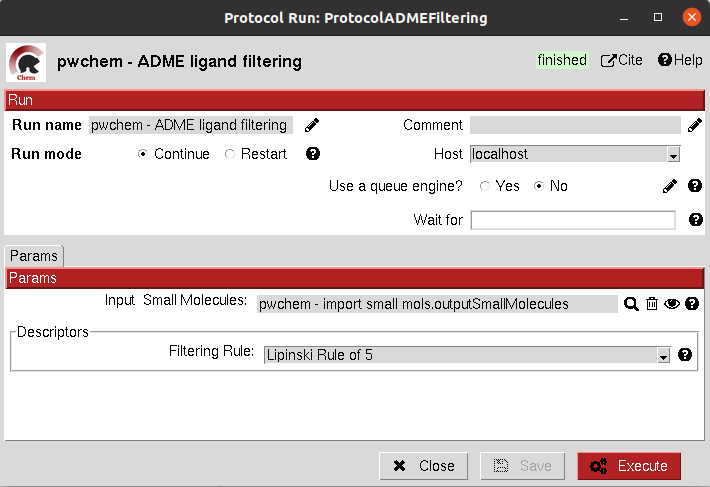 Protocol Run: ProtocolADMEFiltering
Chem
pwchem - ADME ligand filtering
finished Cite Help
Run
Run name pwchem - ADME ligand filtering Comment
Run mode Continue Restart Host localhost
Use a queue engine? Yes No
Wait for
Params
Params
Input Small Molecules: pwchem - import small mols.outputSmallMolecules
Descriptors
Filtering Rule: Lipinski Rule of 5
Close Save Execute